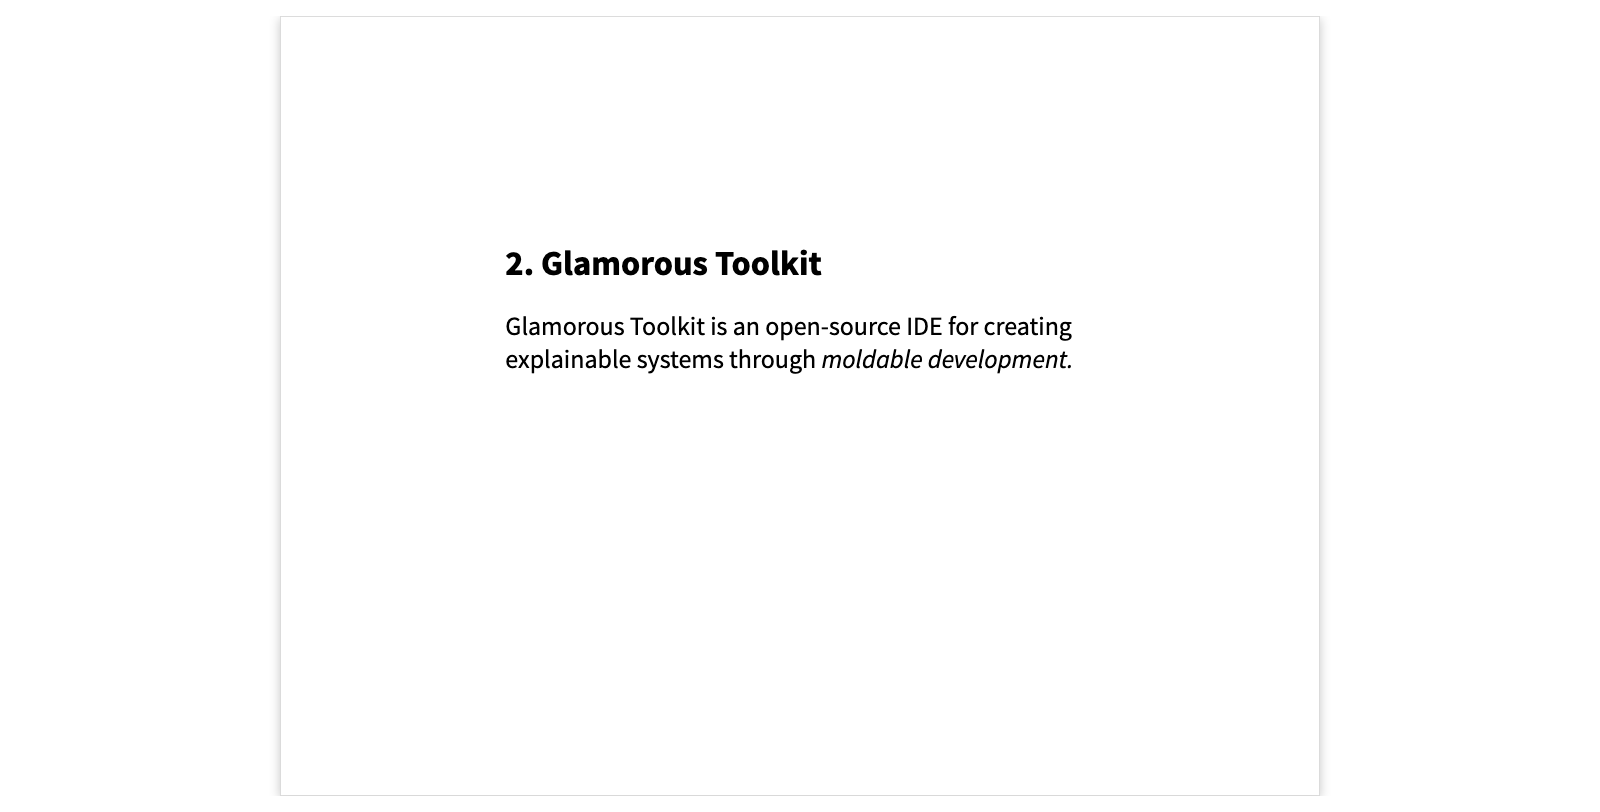 2. Glamorous Toolkit
Glamorous Toolkit is an open-source IDE for creating
explainable systems through moldable development.